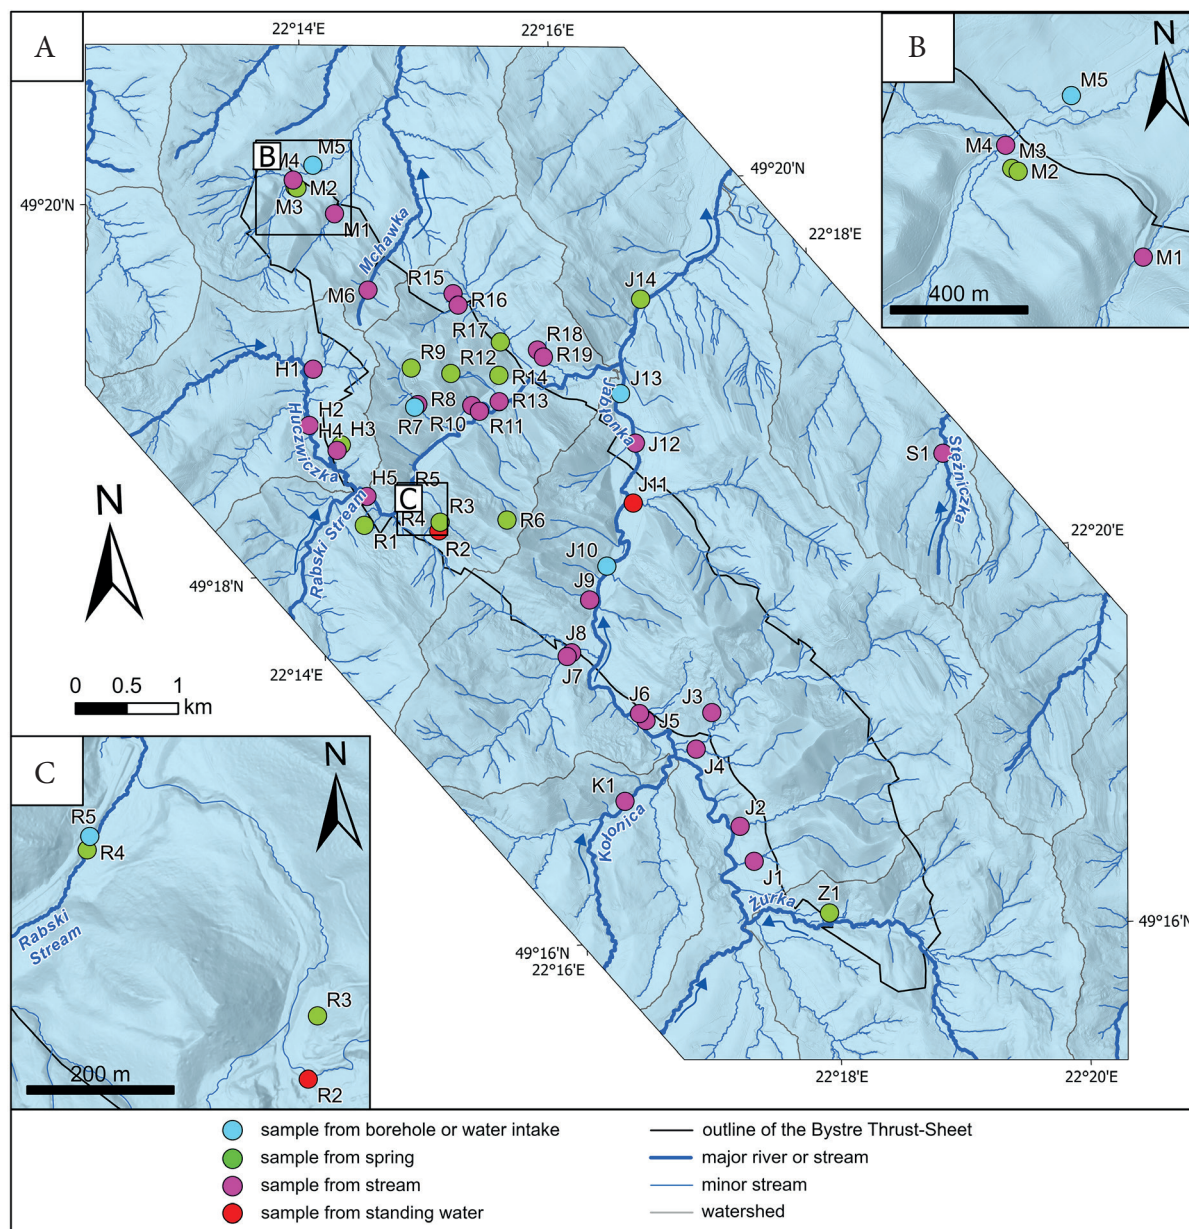 A
22°14'E
22°16'E
B
N
M5
M4
M3
M2
M1
400 m
49°20'N
22°18'E
49°20'N
B
M5
M4
M2
M3
M1
Mchawka
M6
R15
R16
J14
R17
R18
R19
R9
R12
R14
H1
J13
Jabłonka
R8
R13
R7
R10
R11
H2
H4
H3
Huczwiczka
J12
S1
Stężniczka
H5
R5
C
J11
R4
R3
R6
R1
R2
Rabski Stream
22°20'E
N
J10
49°18'N
J9
J8
J7
22°14'E
0 0.5 1
km
J6
J3
J5
J4
C
N
K1
Kołonica
J2
J1
R5
R4
Z1
Żurka
49°16'N
Rabski
Stream
49°16'N
22°16'E
R3
200 m
R2
22°18'E
22°20'E
sample from borehole or water intake
sample from spring
sample from stream
sample from standing water
outline of the Bystre Thrust-Sheet
major river or stream
minor stream
watershed